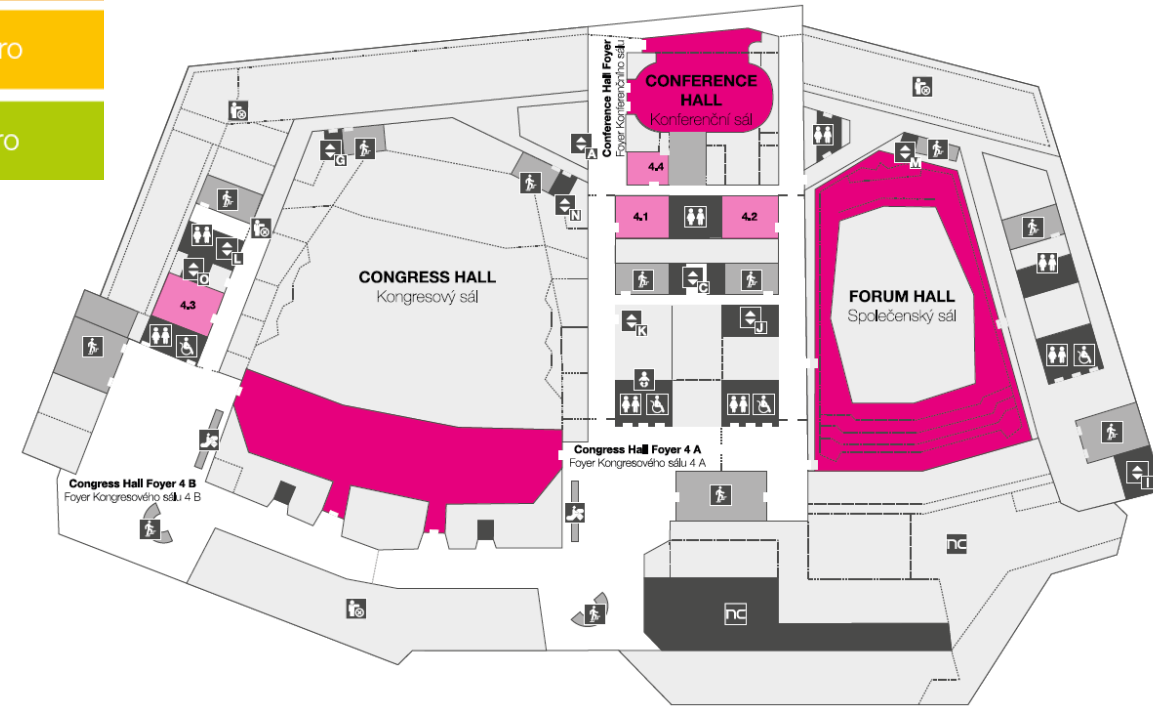 ro
ro
Conference Hall Foyer
Foyer Konferenčního sálu
CONFERENCE
HALL
Konferenční sál
A
G
M
4.4
N
4.1
4.2
L
O
C
CONGRESS HALL
Kongresový sál
FORUM HALL
Společenský sál
4.3
K
J
Congress Hall Foyer 4 A
Foyer Kongresového sálu 4 A
Congress Hall Foyer 4 B
Foyer Kongresového sálu 4 B
I
nc
nc